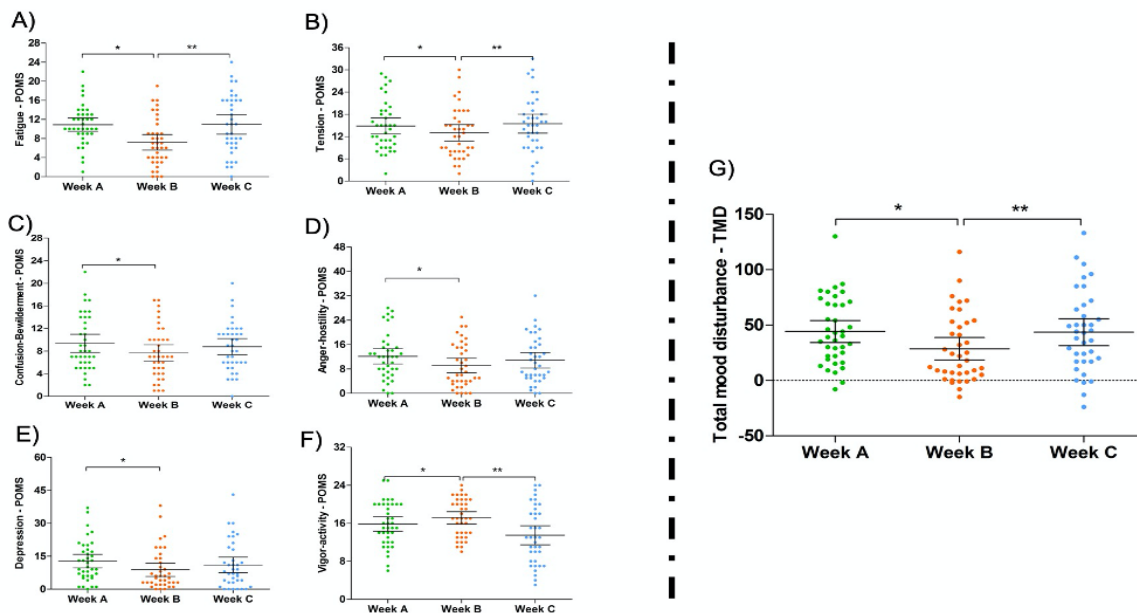 A)
Fatigue - POMS
28
24
20
16
12
8
4
0
*
**
Week A Week B Week C
B)
Tension - POMS
36
30
24
18
12
6
0
*
**
Week A Week B Week C
C)
Confusion-Bewilderment - POMS
28
24
20
16
12
8
4
0
*
Week A Week B Week C
D)
Anger-hostility - POMS
48
40
32
24
16
8
0
*
Week A Week B Week C
E)
Depression - POMS
60
45
30
15
0
*
Week A Week B Week C
F)
Vigor-activity - POMS
32
24
16
8
0
*
**
Week A Week B Week C
G)
Total mood disturbance - TMD
150
100
50
0
-50
*
**
Week A Week B Week C